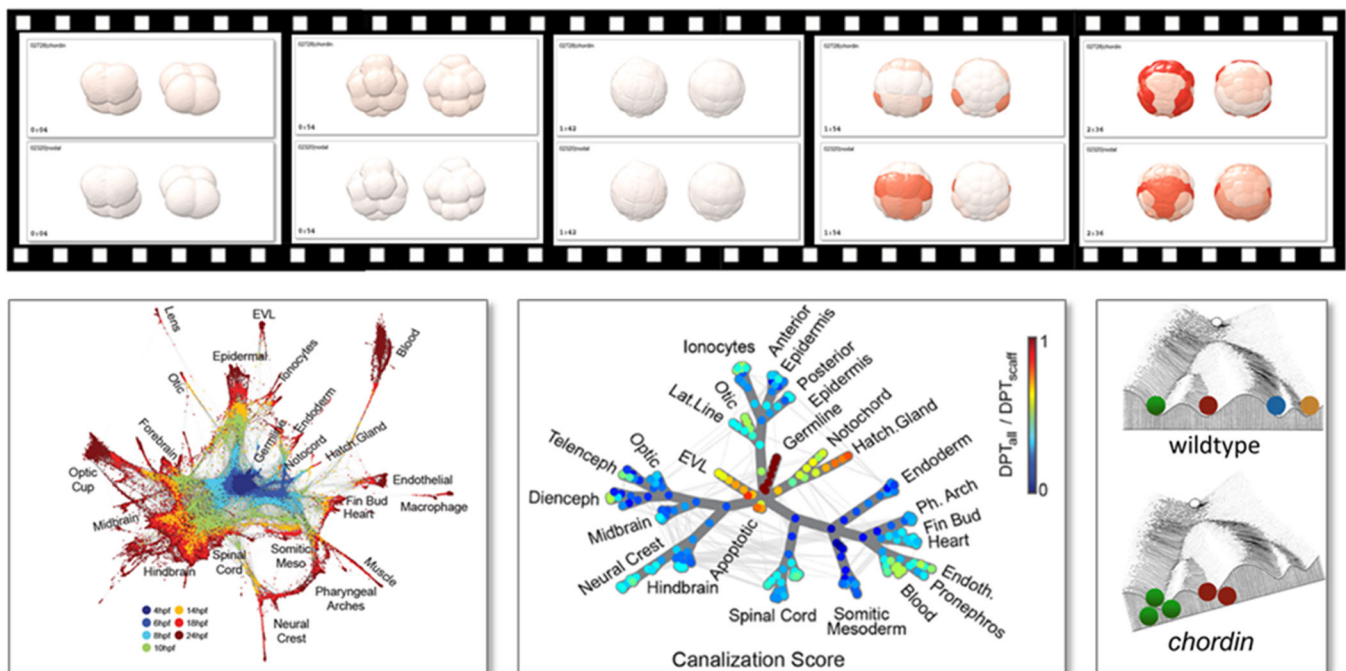 02728|chordin
02728|chordin
02728|chordin
02728|chordin
02728|chordin
0:04
0:54
1:42
1:54
2:36
02320|nodal
02320|nodal
02320|nodal
02320|nodal
02320|nodal
0:04
0:54
1:42
1:54
2:36
Lens
EVL
Blood
Epidermal
Ionocytes
Otic
Forebrain
Germline
Endoderm
Notocord
Hatch.Gland
Optic
Cup
Endothelial
Fin Bud
Heart
Macrophage
Midbrain
Hindbrain
Spinal
Cord
Somitic
Meso
Muscle
Pharyngeal
Arches
Neural
Crest
4hpf
14hpf
6hpf
18hpf
8hpf
24hpf
10hpf
Ionocytes
Anterior
Epidermis
Posterior
Epidermis
Otic
Lat.Line
Germline
Notochord
Hatch.Gland
Telenceph
Optic
EVL
Endoderm
Dienceph
Ph. Arch
Midbrain
Fin Bud
Heart
Neural Crest
Hindbrain
Apoptotic
Endoth.
Pronephros
Blood
Spinal Cord
Somitic
Mesoderm
Canalization Score
1
DPTall / DPTscaff
0
wildtype
chordin